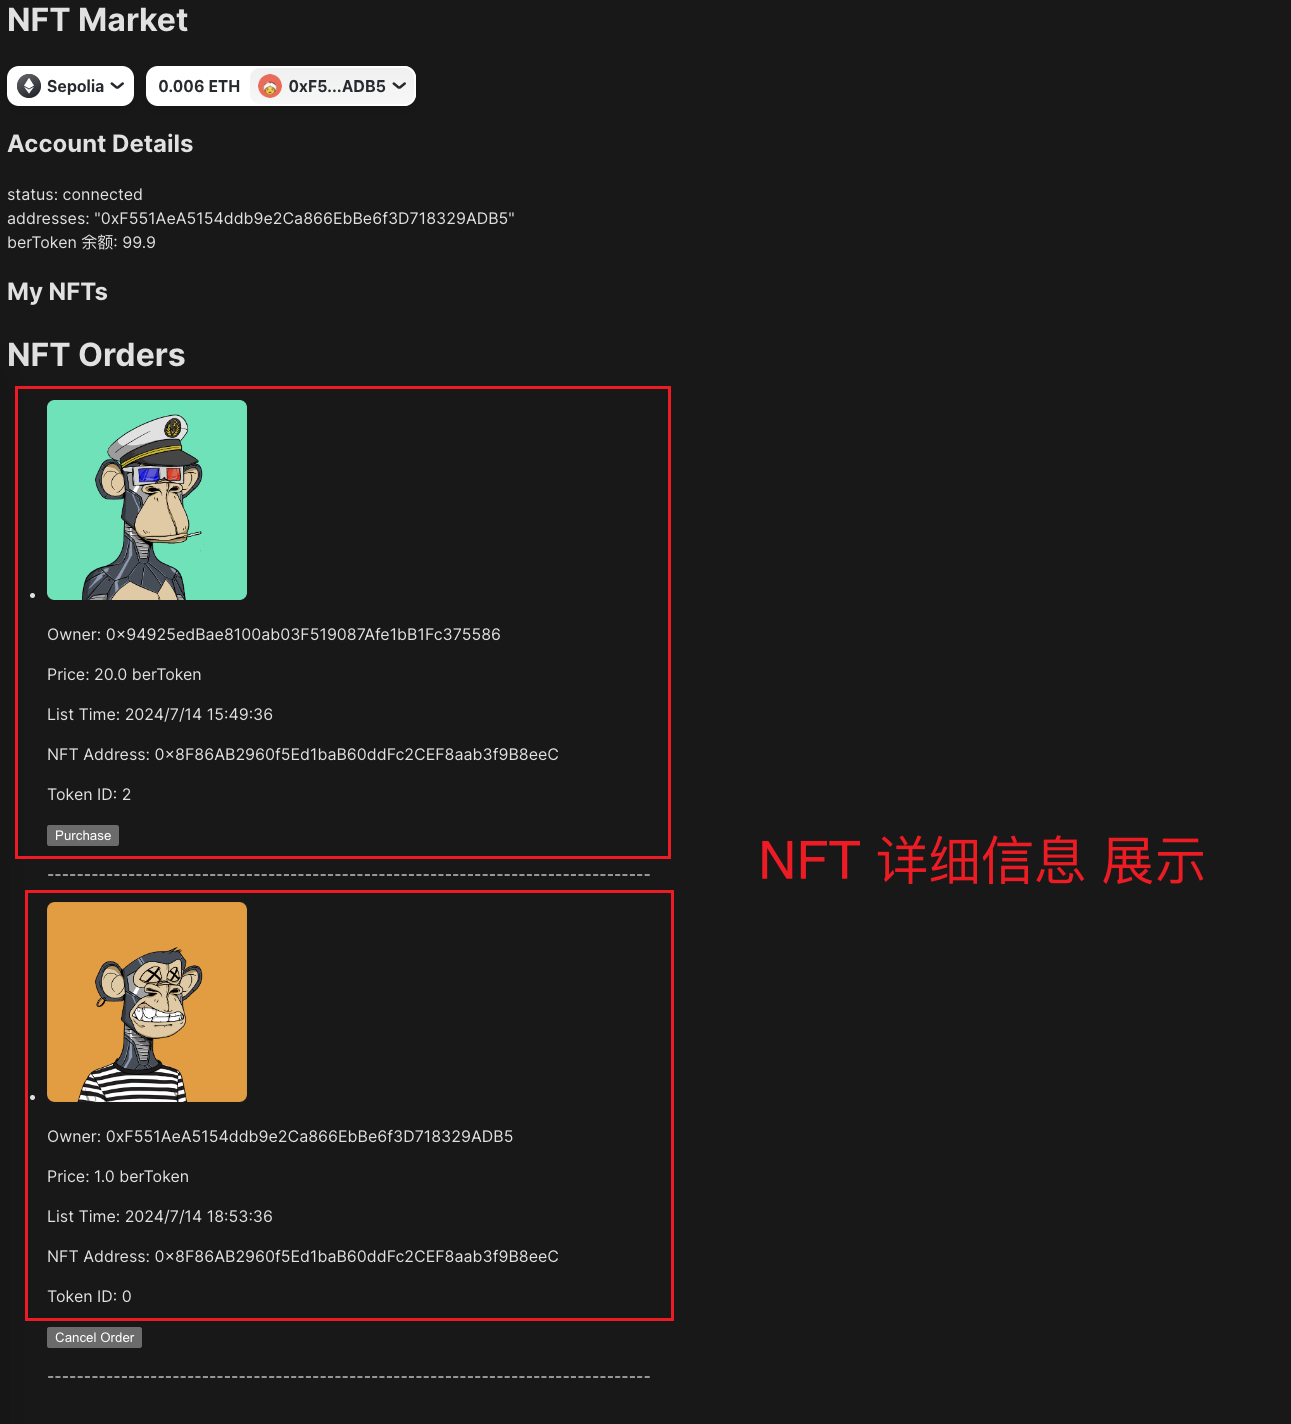 NFT Market
Sepolia
0.006 ETH 0xF5...ADB5
Account Details
status: connected
addresses: "0xF551AeA5154ddb9e2Ca866EbBe6f3D718329ADB5"
berToken 余额: 99.9
My NFTs
NFT Orders
Owner: 0x94925edBae8100ab03F519087Afe1bB1Fc375586
Price: 20.0 berToken
List Time: 2024/7/14 15:49:36
NFT Address: 0x8F86AB2960f5Ed1baB60ddFc2CEF8aab3f9B8eeC
Token ID: 2
Purchase
NFT 详细信息 展示
Owner: 0xF551AeA5154ddb9e2Ca866EbBe6f3D718329ADB5
Price: 1.0 berToken
List Time: 2024/7/14 18:53:36
NFT Address: 0x8F86AB2960f5Ed1baB60ddFc2CEF8aab3f9B8eeC
Token ID: 0
Cancel Order